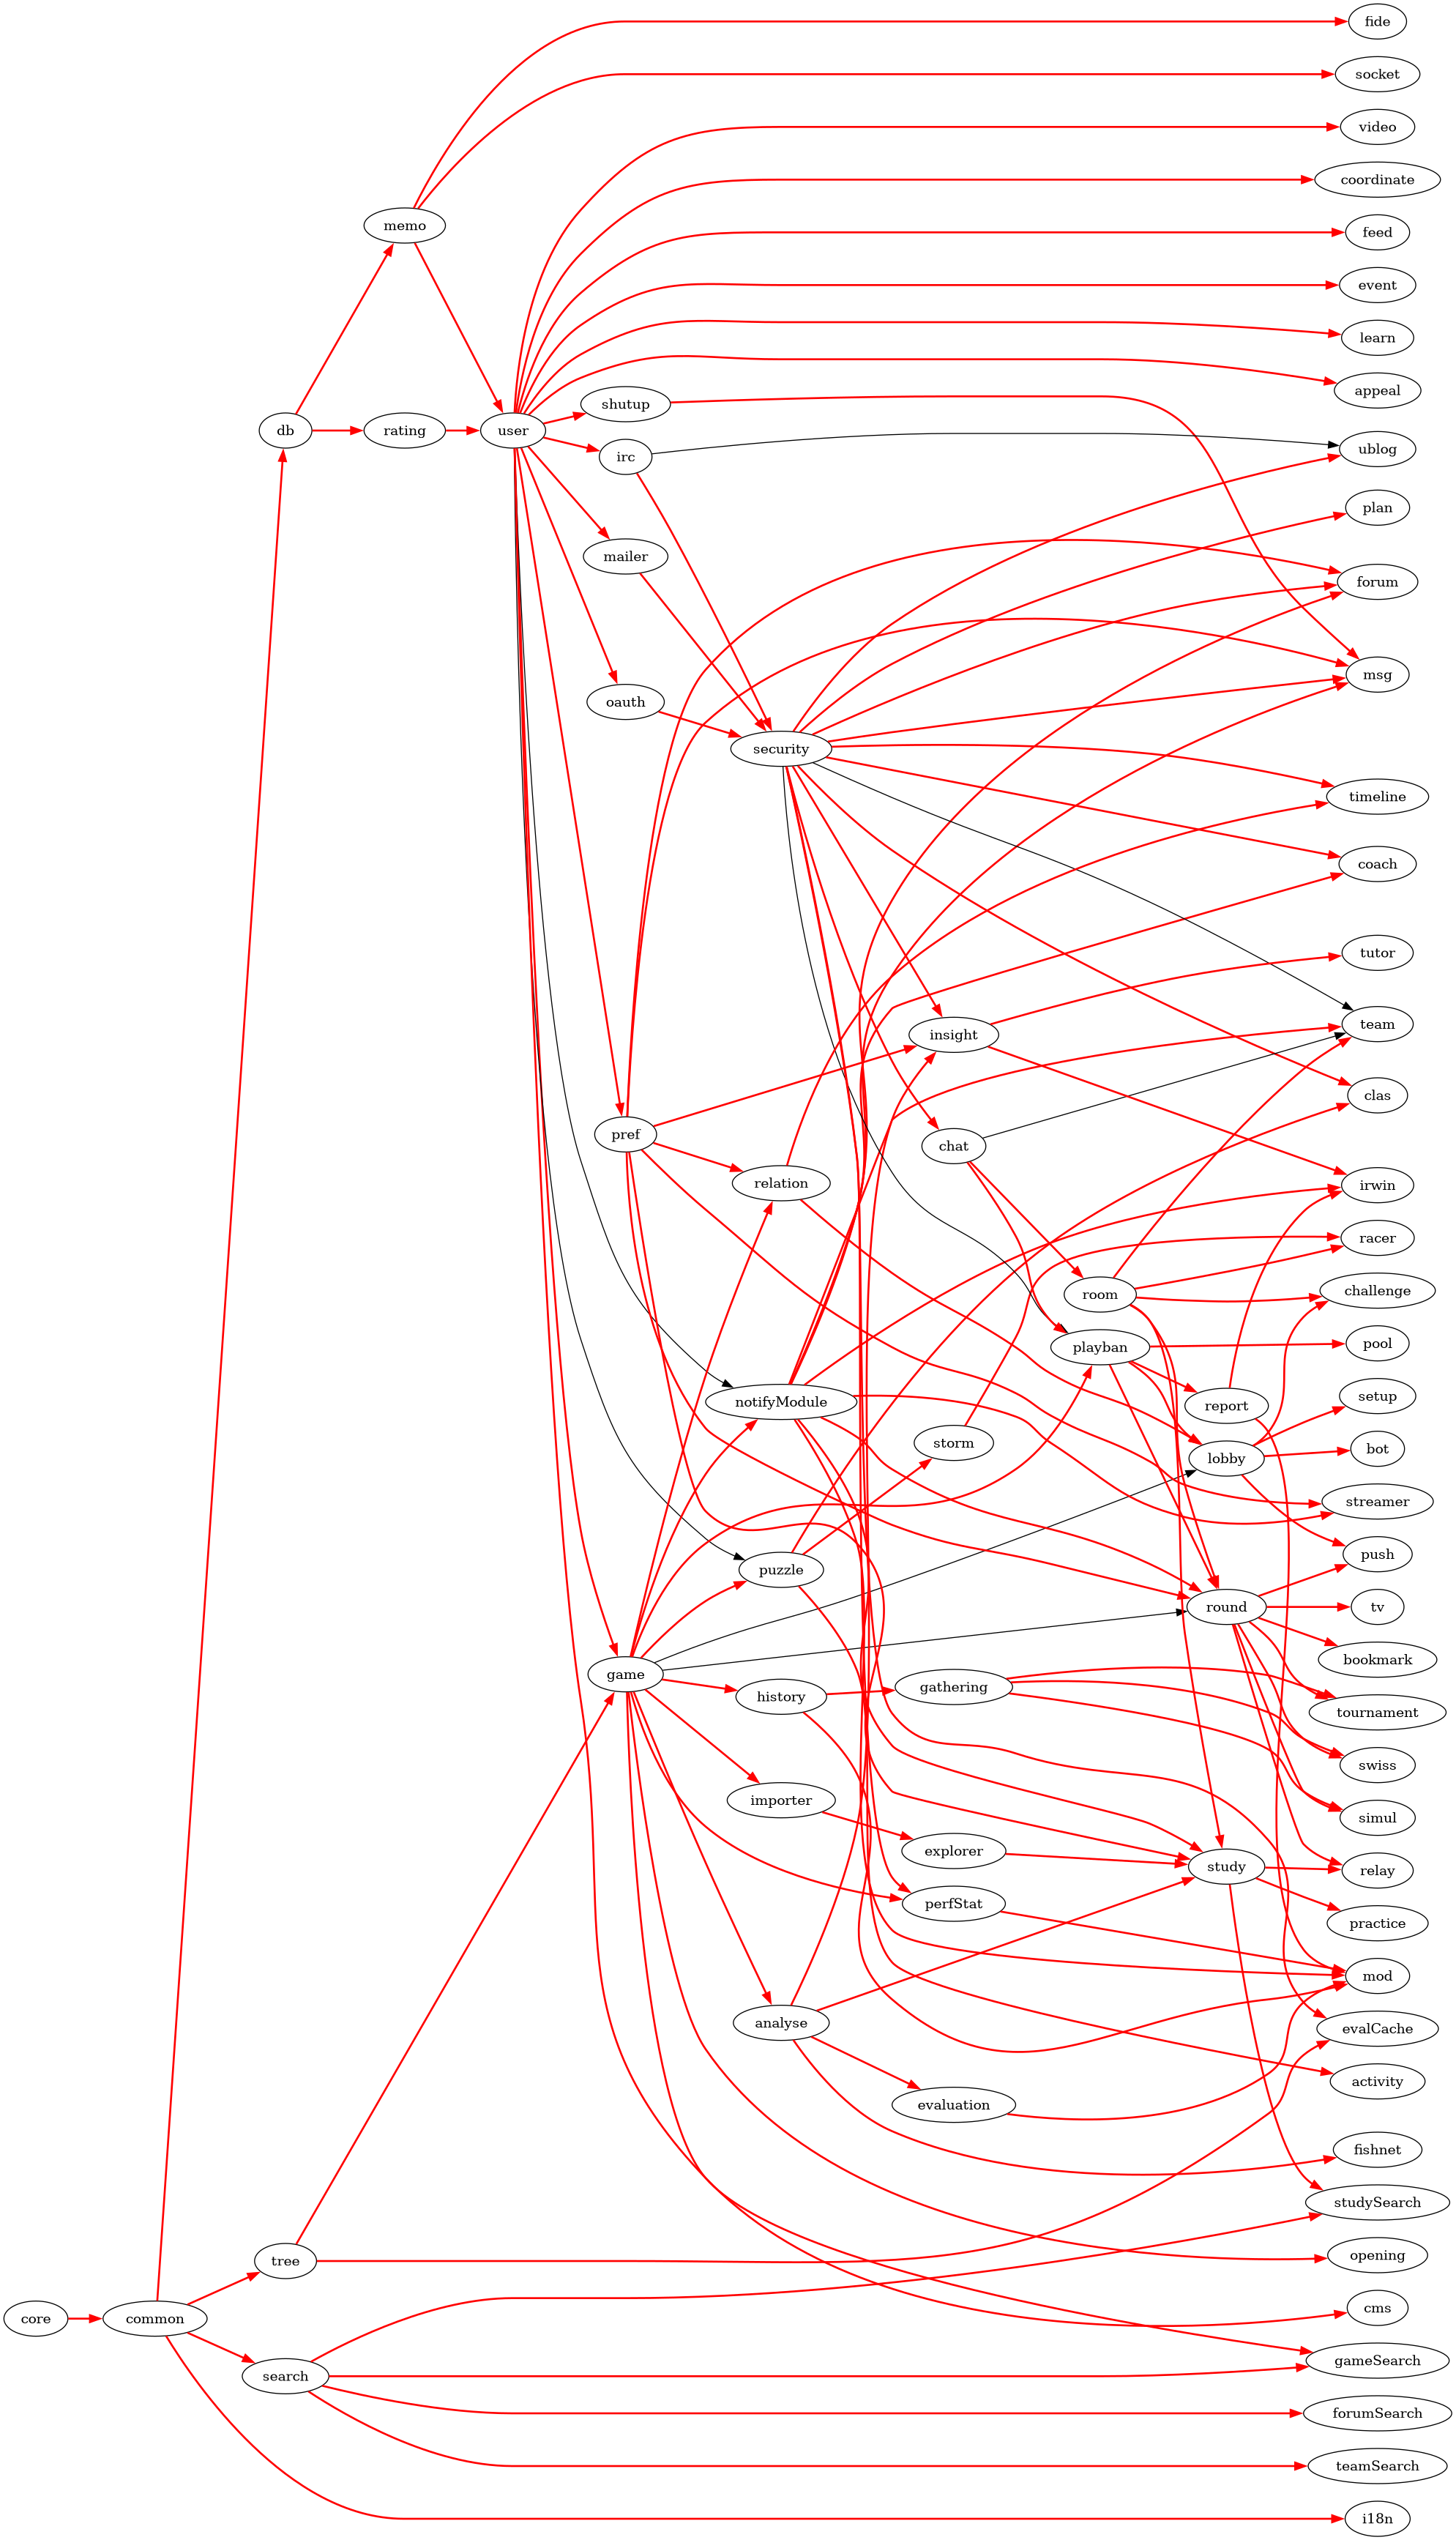 fide
socket
video
coordinate
memo
feed
event
learn
appeal
shutup
db
rating
user
ublog
irc
plan
mailer
forum
msg
oauth
security
timeline
coach
tutor
team
insight
clas
pref
chat
relation
irwin
racer
room
challenge
pool
playban
setup
notifyModule
report
storm
bot
lobby
streamer
push
puzzle
round
tv
bookmark
game
gathering
history
tournament
swiss
importer
simul
explorer
study
relay
perfStat
practice
mod
analyse
evalCache
activity
evaluation
fishnet
studySearch
opening
tree
cms
core
common
gameSearch
search
forumSearch
teamSearch
i18n